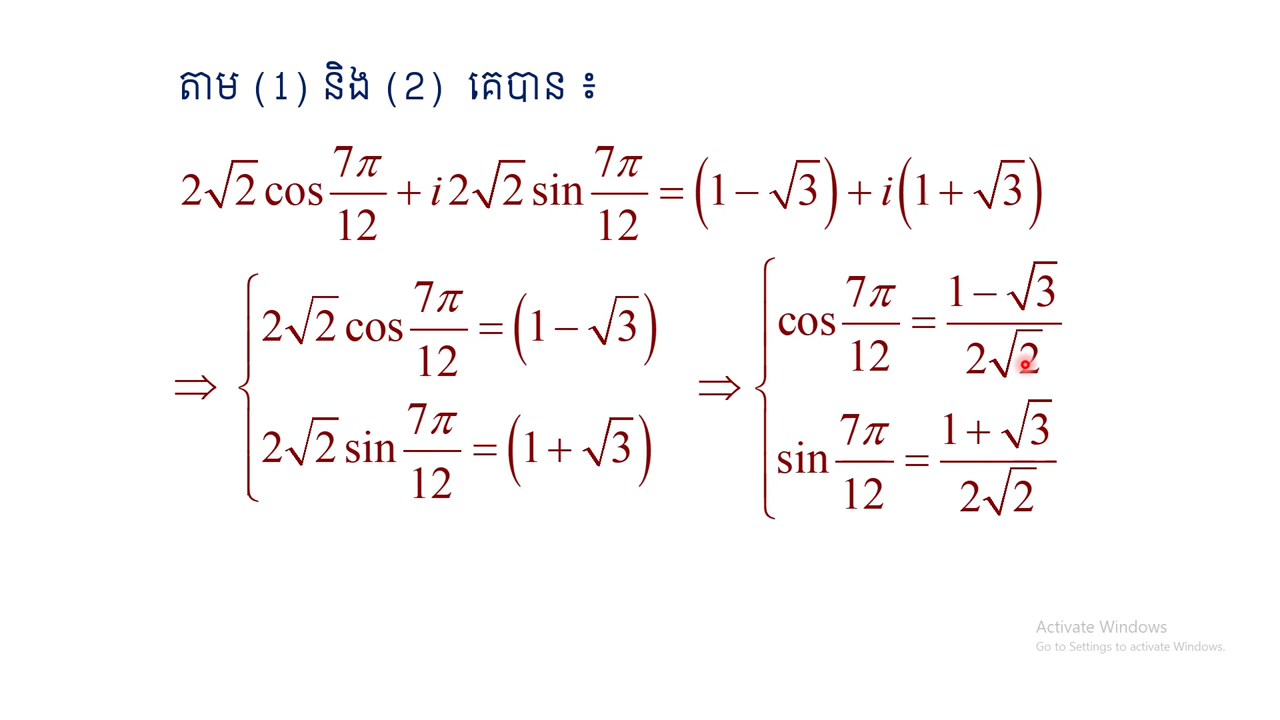 តាម (1) និង (2) គេបាន ៖
2√2 cos 7π/12 + i 2√2 sin 7π/12 = (1 − √3) + i(1 + √3)
⇒ { 2√2 cos 7π/12 = (1 − √3) ⇒ { cos 7π/12 = (1 − √3)/(2√2)
2√2 sin 7π/12 = (1 + √3) sin 7π/12 = (1 + √3)/(2√2)
Activate Windows
Go to Settings to activate Windows.